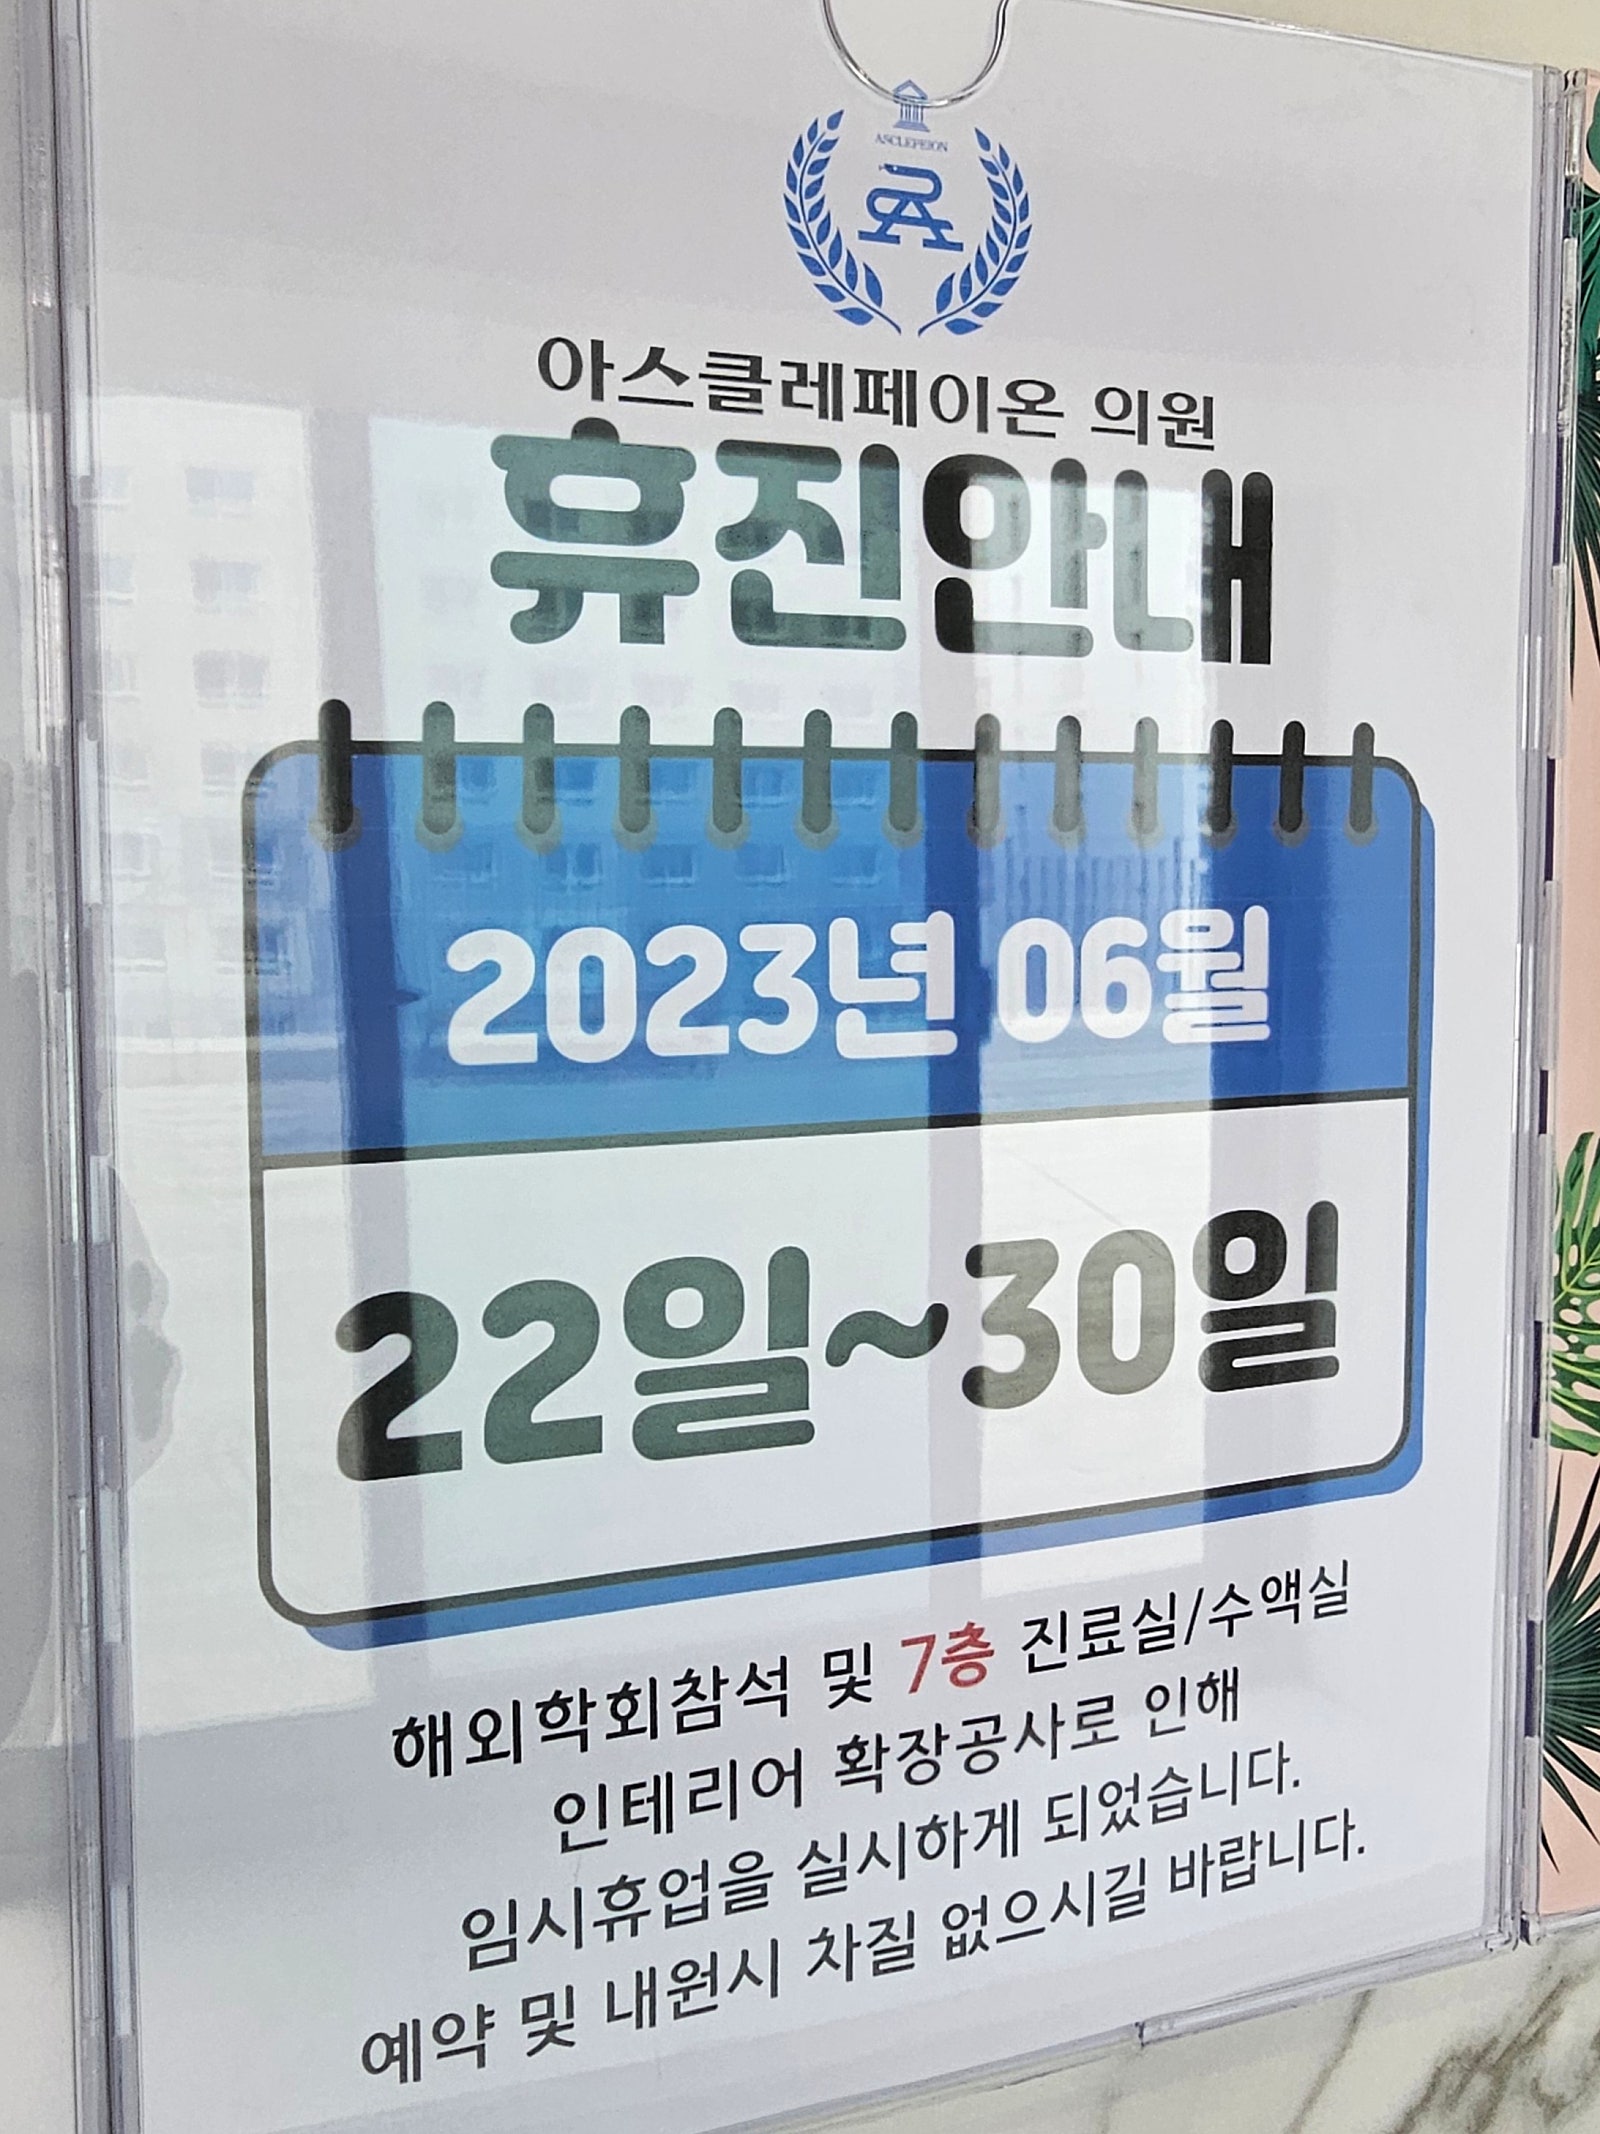 ASCLEPEION
아스클레페이온 의원
휴진안내
2023년 06월
22일~30일
해외학회참석 및 7층 진료실/수액실
인테리어 확장공사로 인해
임시휴업을 실시하게 되었습니다.
예약 및 내원시 차질 없으시길 바랍니다.